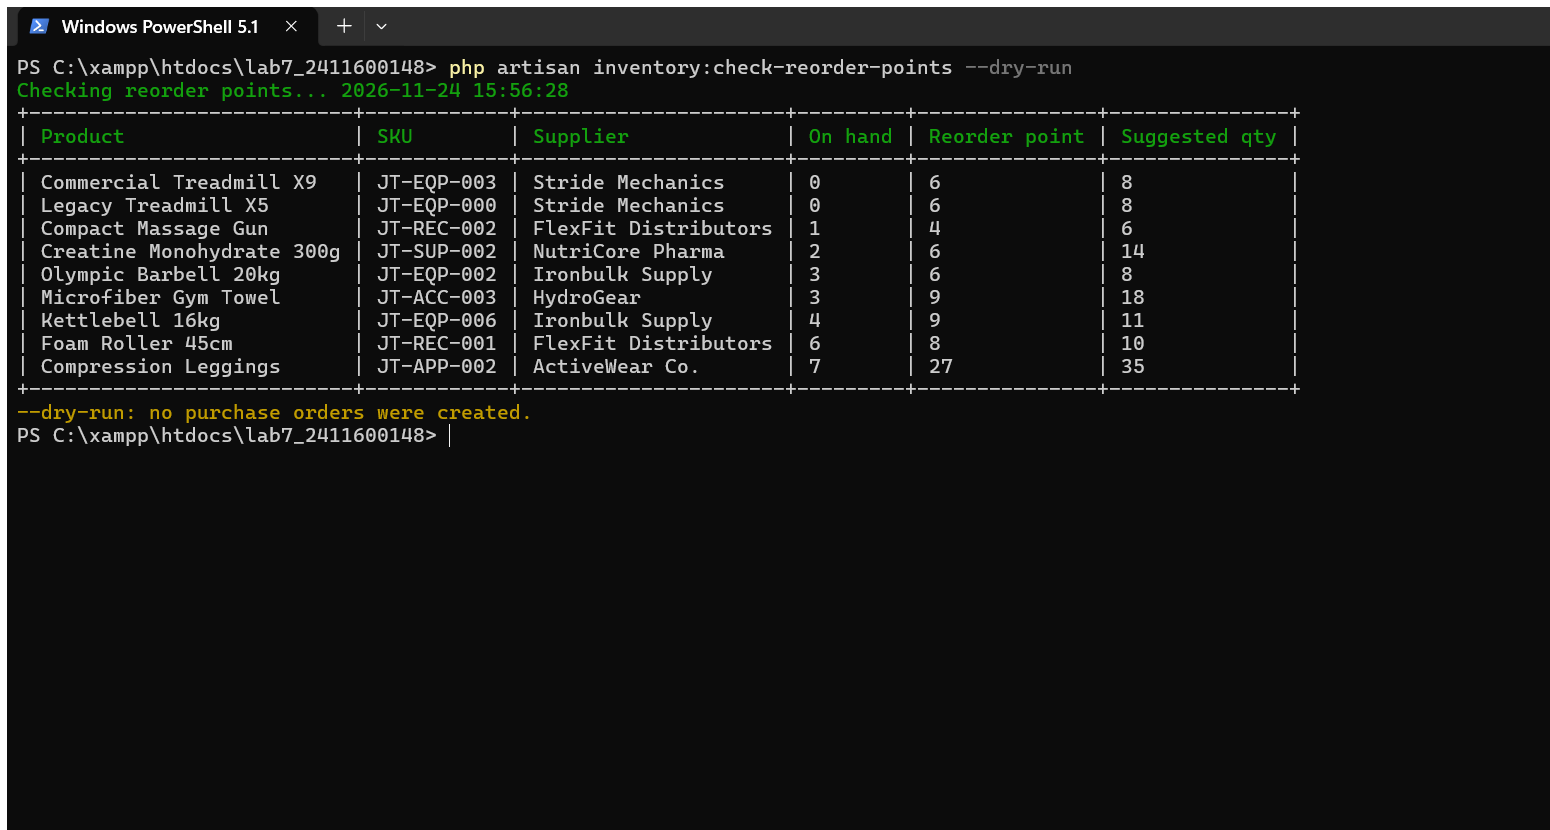 Windows PowerShell 5.1
PS C:\xampp\htdocs\lab7_2411600148> php artisan inventory:check-reorder-points --dry-run
Checking reorder points... 2026-11-24 15:56:28
+---------------------------+------------+----------------------+---------+---------------+---------------+
| Product                   | SKU        | Supplier             | On hand | Reorder point | Suggested qty |
+---------------------------+------------+----------------------+---------+---------------+---------------+
| Commercial Treadmill X9   | JT-EQP-003 | Stride Mechanics     | 0       | 6             | 8             |
| Legacy Treadmill X5       | JT-EQP-000 | Stride Mechanics     | 0       | 6             | 8             |
| Compact Massage Gun       | JT-REC-002 | FlexFit Distributors | 1       | 4             | 6             |
| Creatine Monohydrate 300g | JT-SUP-002 | NutriCore Pharma     | 2       | 6             | 14            |
| Olympic Barbell 20kg      | JT-EQP-002 | Ironbulk Supply      | 3       | 6             | 8             |
| Microfiber Gym Towel      | JT-ACC-003 | HydroGear            | 3       | 9             | 18            |
| Kettlebell 16kg           | JT-EQP-006 | Ironbulk Supply      | 4       | 9             | 11            |
| Foam Roller 45cm          | JT-REC-001 | FlexFit Distributors | 6       | 8             | 10            |
| Compression Leggings      | JT-APP-002 | ActiveWear Co.       | 7       | 27            | 35            |
+---------------------------+------------+----------------------+---------+---------------+---------------+
--dry-run: no purchase orders were created.
PS C:\xampp\htdocs\lab7_2411600148>